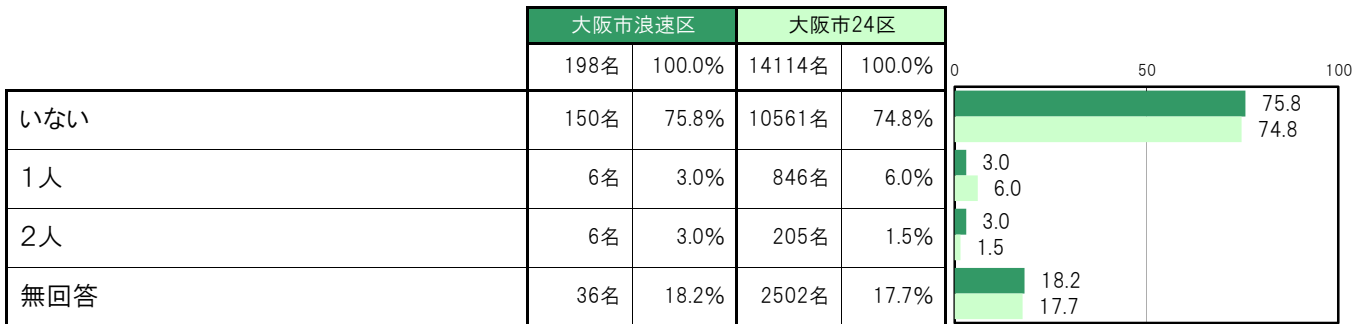 大阪市浪速区 大阪市24区
198名 100.0% 14114名 100.0%
0 50 100
いない 150名 75.8% 10561名 74.8% 75.8
74.8
1人 6名 3.0% 846名 6.0% 3.0
6.0
2人 6名 3.0% 205名 1.5% 3.0
1.5
無回答 36名 18.2% 2502名 17.7% 18.2
17.7